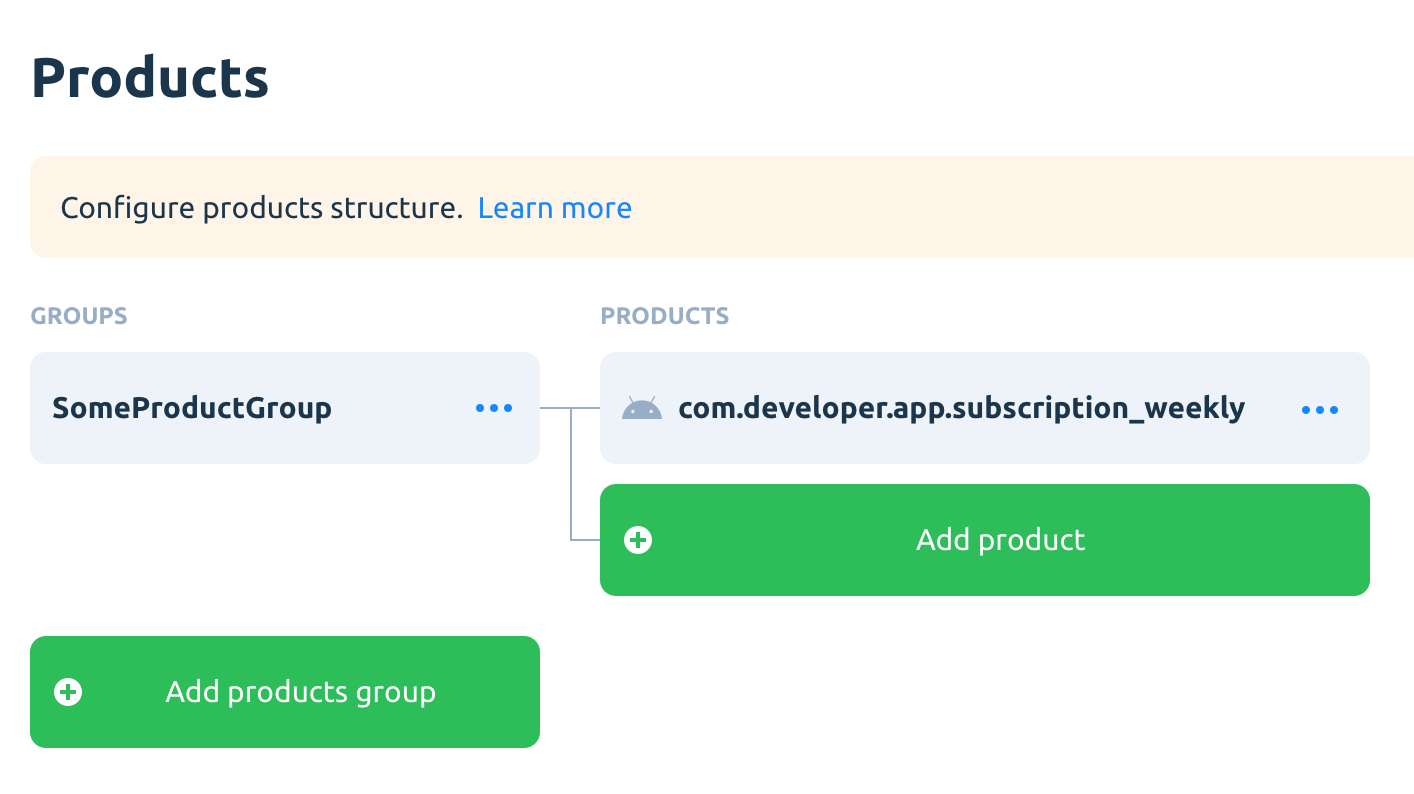 Products
Configure products structure. Learn more
GROUPS
PRODUCTS
SomeProductGroup
com.developer.app.subscription_weekly
Add product
Add products group